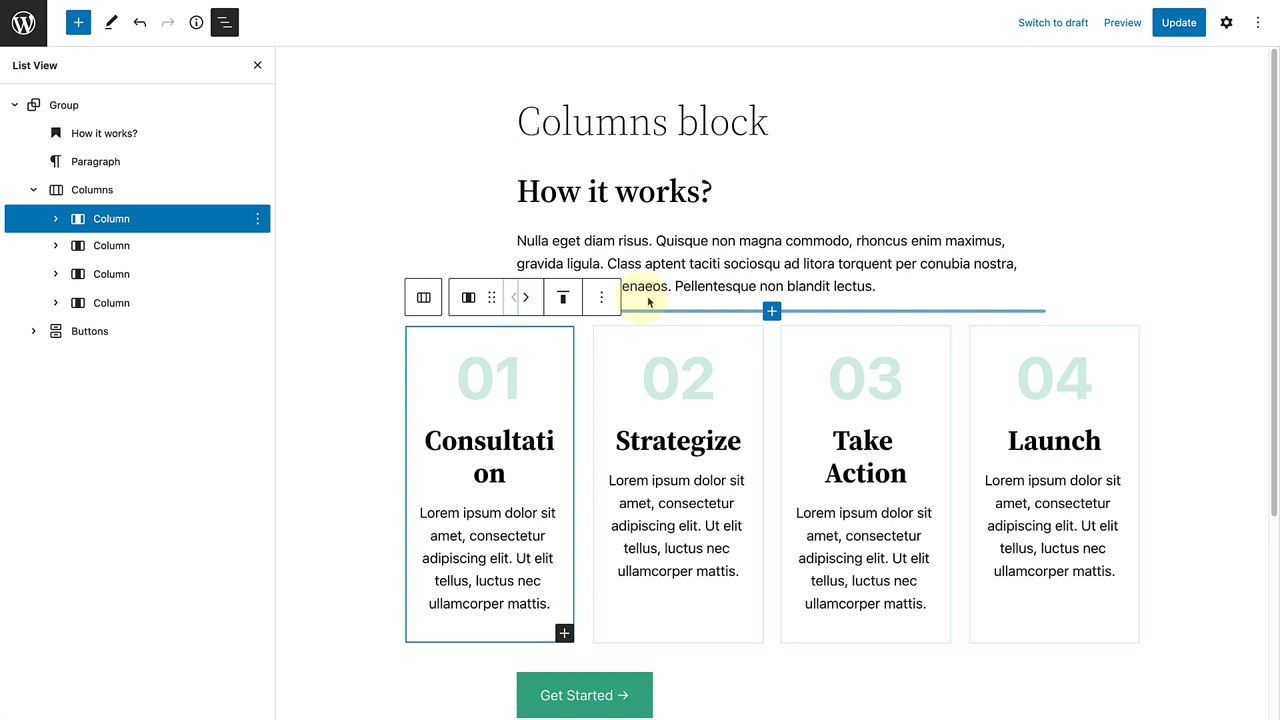 Switch to draft
Preview
Update
List View
Group
How it works?
Paragraph
Columns
Column
Column
Column
Column
Buttons
Columns block
How it works?
Nulla eget diam risus. Quisque non magna commodo, rhoncus enim maximus,
gravida ligula. Class aptent taciti sociosqu ad litora torquent per conubia nostra,
enaeos. Pellentesque non blandit lectus.
01
Consultati
on
Lorem ipsum dolor sit
amet, consectetur
adipiscing elit. Ut elit
tellus, luctus nec
ullamcorper mattis.
02
Strategize
Lorem ipsum dolor sit
amet, consectetur
adipiscing elit. Ut elit
tellus, luctus nec
ullamcorper mattis.
03
Take
Action
Lorem ipsum dolor sit
amet, consectetur
adipiscing elit. Ut elit
tellus, luctus nec
ullamcorper mattis.
04
Launch
Lorem ipsum dolor sit
amet, consectetur
adipiscing elit. Ut elit
tellus, luctus nec
ullamcorper mattis.
Get Started →